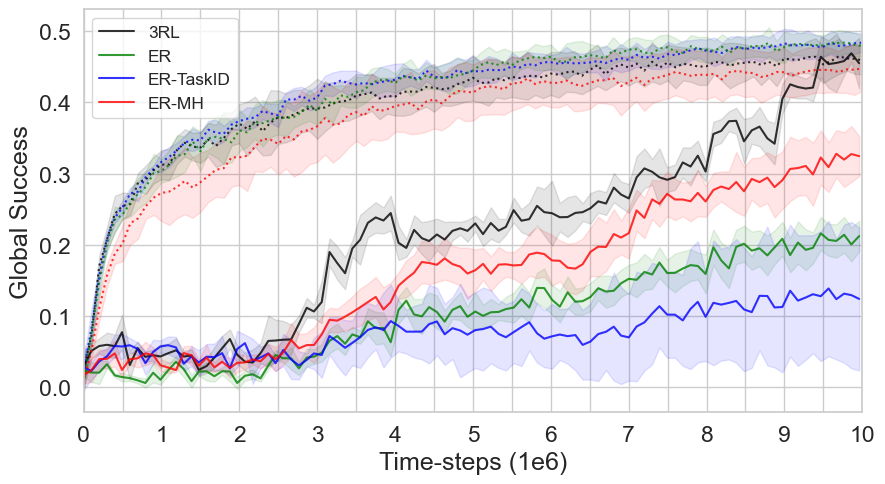 0.5
0.4
0.3
0.2
0.1
0.0
Global Success
3RL
ER
ER-TaskID
ER-MH
0 1 2 3 4 5 6 7 8 9 10
Time-steps (1e6)